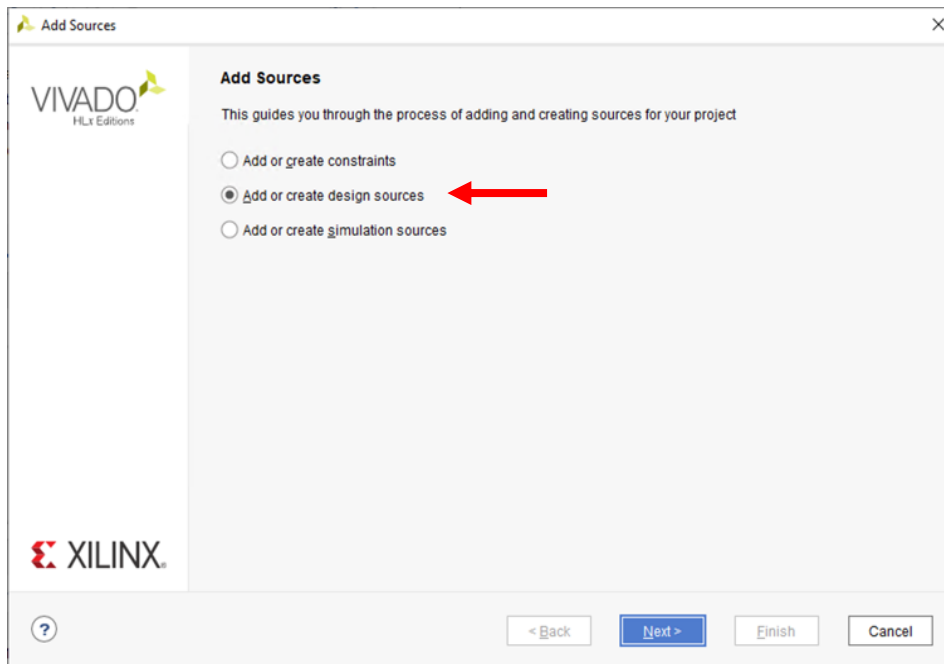 Add Sources
VIVADO
HLx Editions
Add Sources
This guides you through the process of adding and creating sources for your project
Add or create constraints
Add or create design sources
Add or create simulation sources
XILINX
?
< Back
Next >
Finish
Cancel